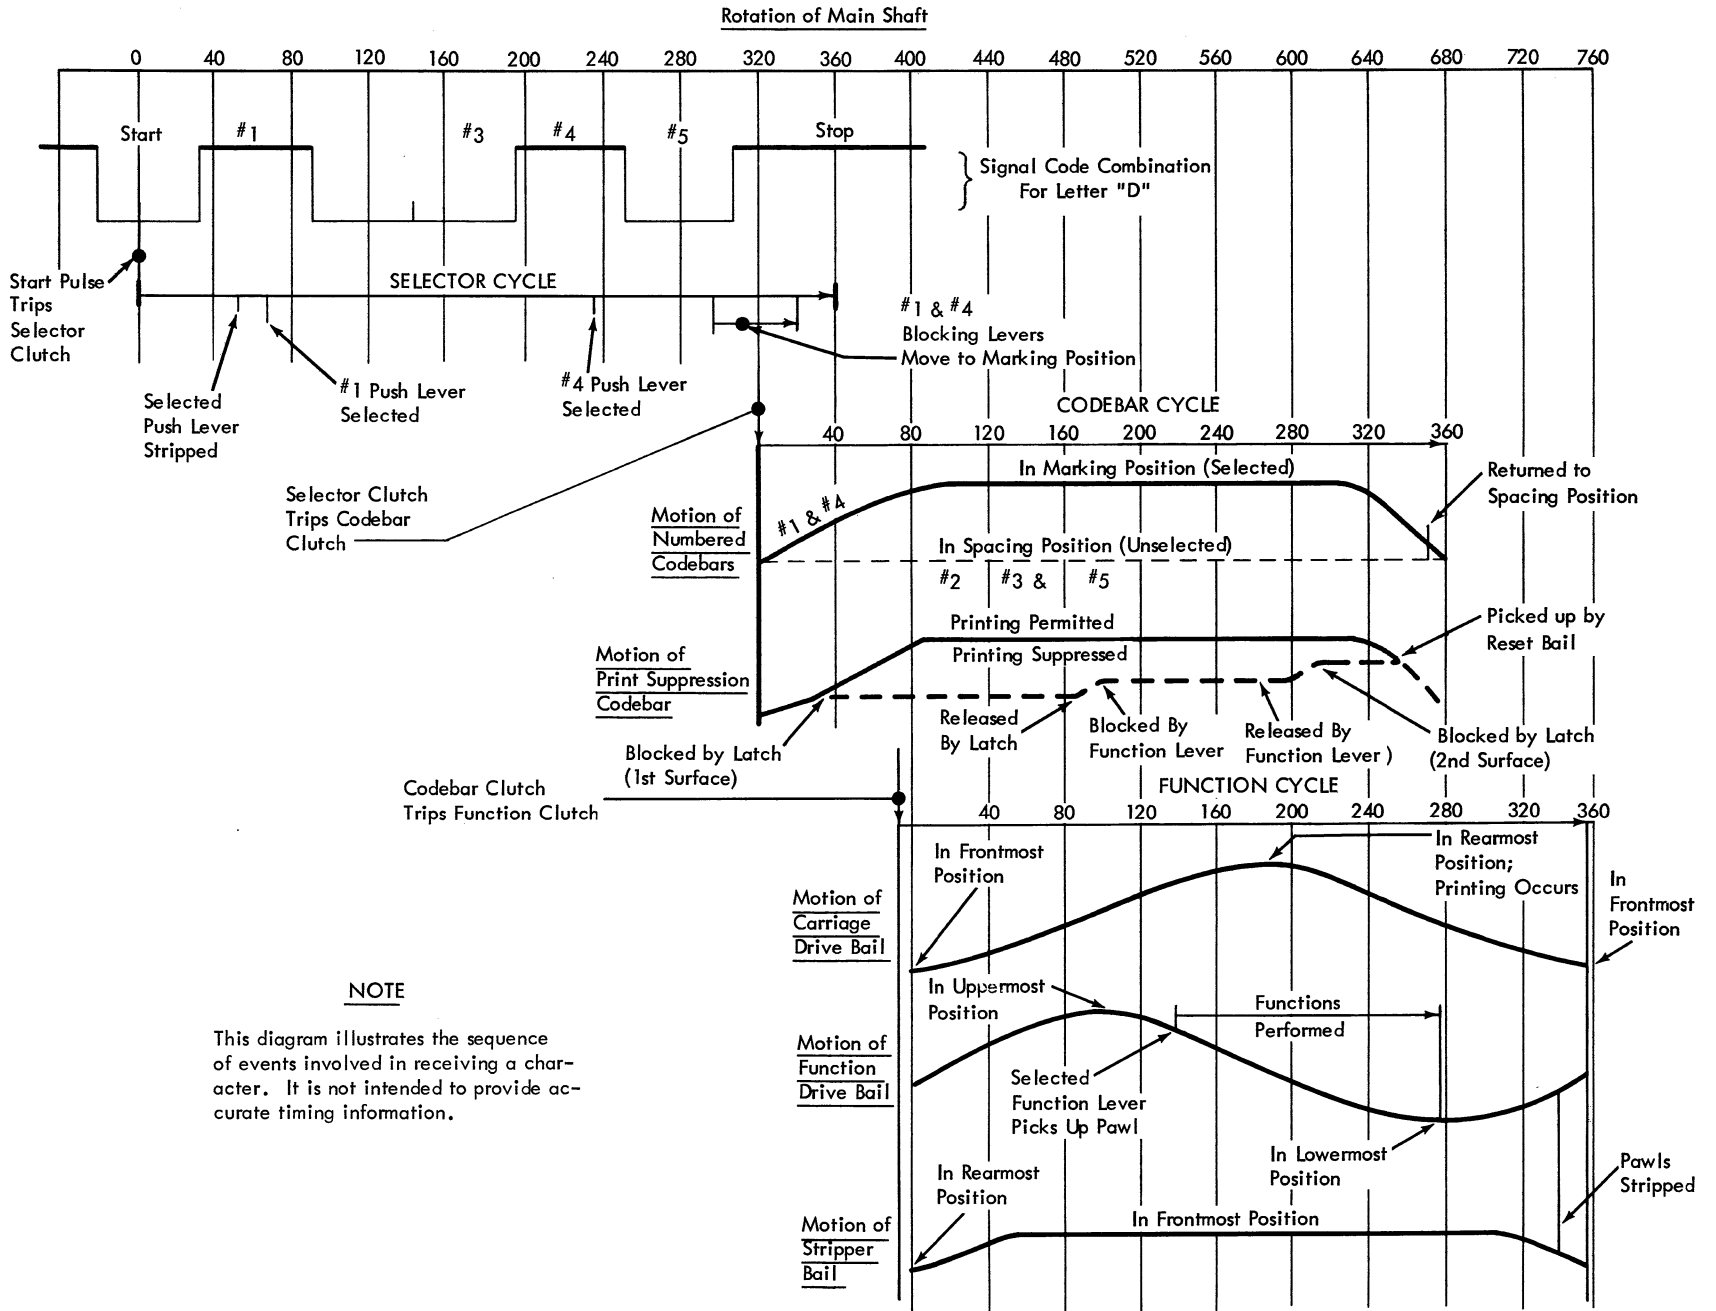 Rotation of Main Shaft
0 40 80 120 160 200 240 280 320 360 400 440 480 520 560 600 640 680 720 760
Start #1 #3 #4 #5 Stop
Signal Code Combination
For Letter "D"
Start Pulse
Trips
Selector
Clutch
SELECTOR CYCLE
#1 & #4
Blocking Levers
Move to Marking Position
Selected
Push Lever
Stripped
#1 Push Lever
Selected
#4 Push Lever
Selected
CODEBAR CYCLE
40 80 120 160 200 240 280 320 360
Selector Clutch
Trips Codebar
Clutch
Motion of
Numbered
Codebars
#1 & #4
In Marking Position (Selected)
Returned to
Spacing Position
In Spacing Position (Unselected)
#2 #3 & #5
Motion of
Print Suppression
Codebar
Printing Permitted
Printing Suppressed
Picked up by
Reset Bail
Blocked by Latch
(1st Surface)
Released
By Latch
Blocked By
Function Lever
Released By
Function Lever)
Blocked by Latch
(2nd Surface)
Codebar Clutch
Trips Function Clutch
FUNCTION CYCLE
40 80 120 160 200 240 280 320 360
Motion of
Carriage
Drive Bail
In Frontmost
Position
In Rearmost
Position;
Printing Occurs
In
Frontmost
Position
Motion of
Function
Drive Bail
In Uppermost
Position
Functions
Performed
Selected
Function Lever
Picks Up Pawl
In Lowermost
Position
Pawls
Stripped
Motion of
Stripper
Bail
In Rearmost
Position
In Frontmost Position
NOTE
This diagram illustrates the sequence
of events involved in receiving a char-
acter. It is not intended to provide ac-
curate timing information.